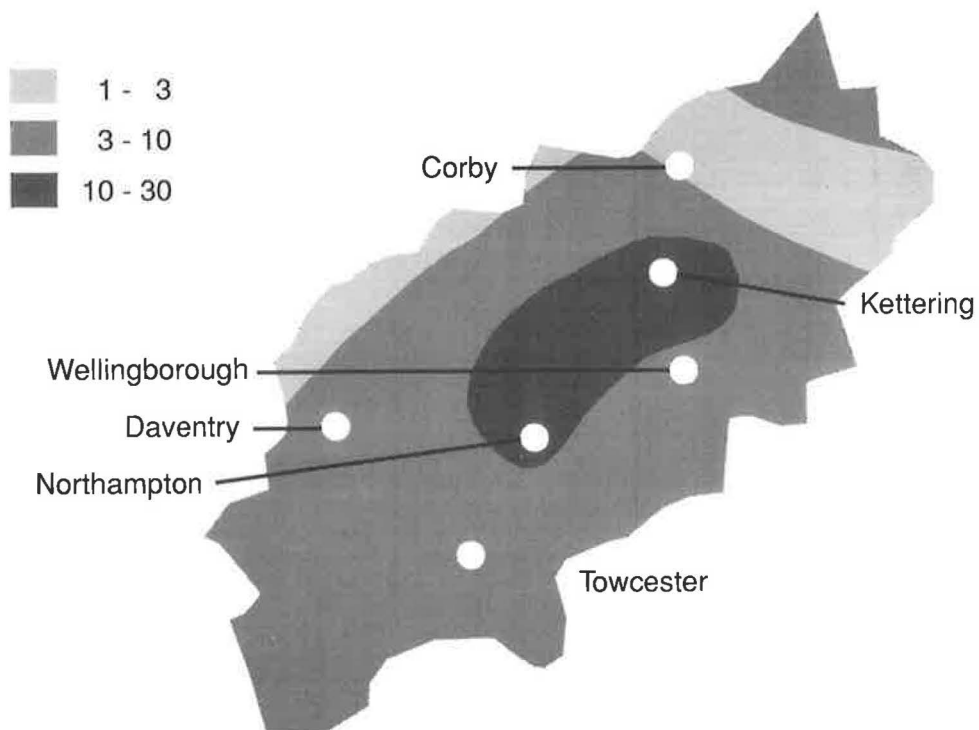 1 - 3
3 - 10
10 - 30
Corby
Kettering
Wellingborough
Daventry
Northampton
Towcester